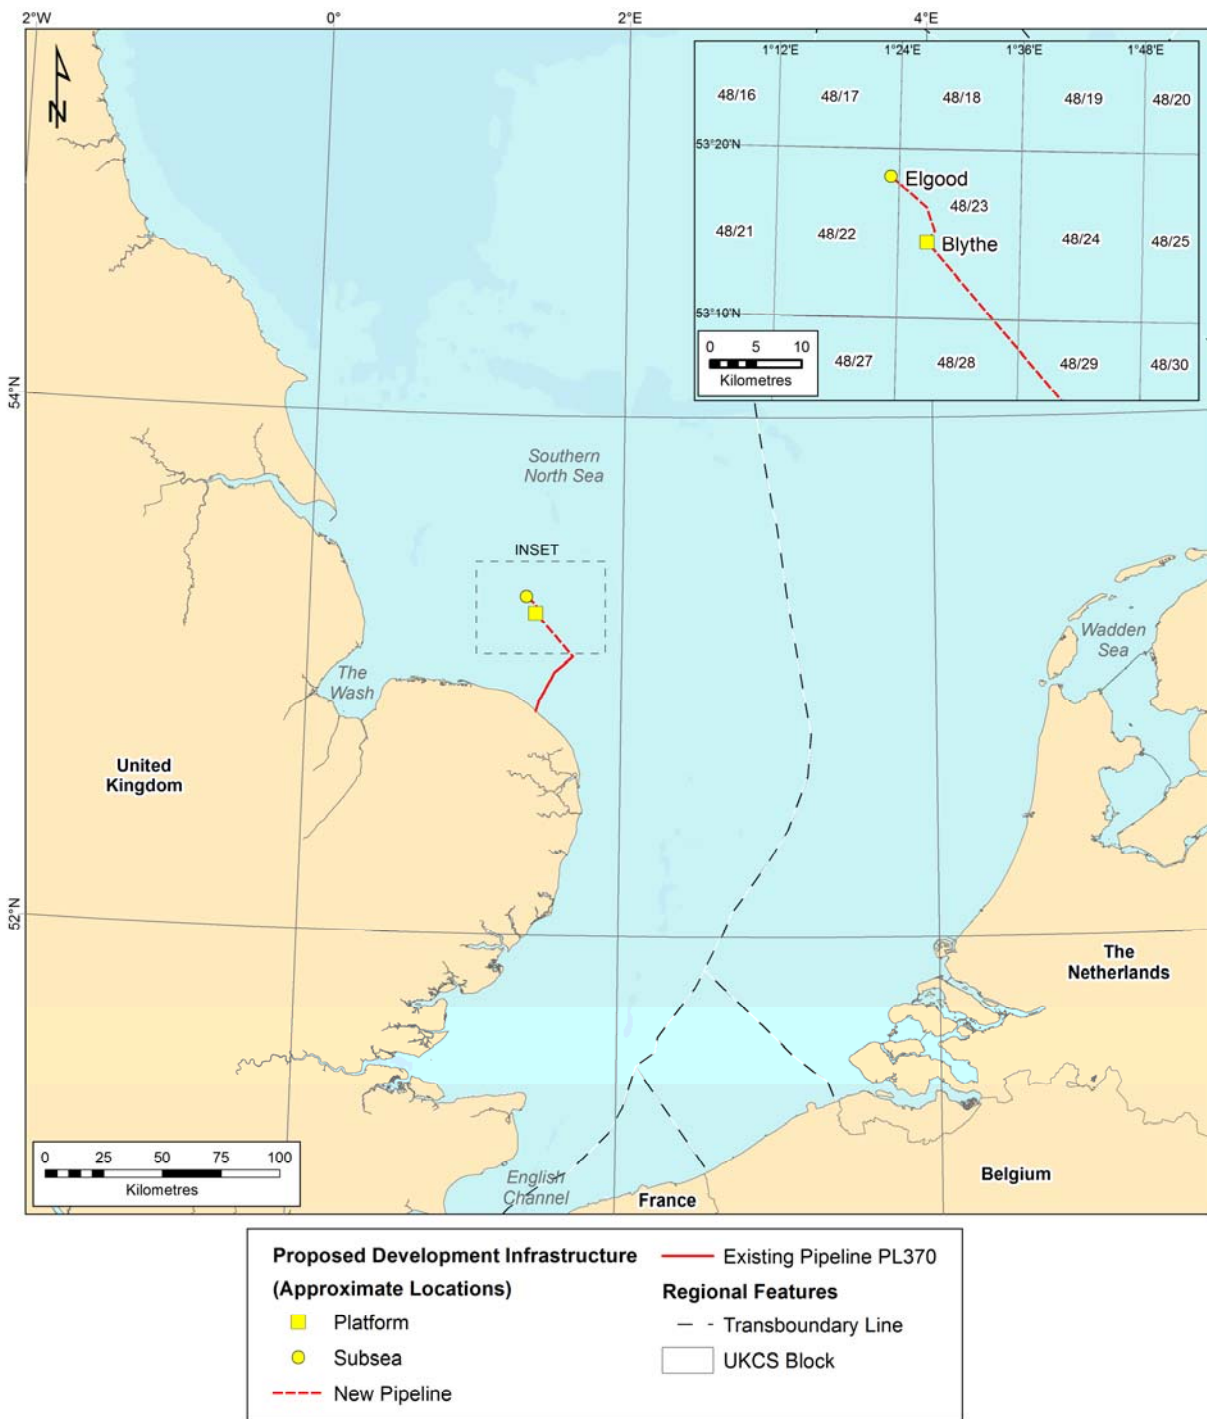 2°W
0°
2°E
4°E
1°12'E
1°24'E
1°36'E
1°48'E
48/16
48/17
48/18
48/19
48/20
53°20'N
Elgood
48/23
48/21
48/22
Blythe
48/24
48/25
53°10'N
0 5 10
Kilometres
48/27
48/28
48/29
48/30
N
54°N
Southern
North Sea
INSET
The
Wash
Wadden
Sea
United
Kingdom
52°N
The
Netherlands
0 25 50 75 100
Kilometres
English
Channel
France
Belgium
Proposed Development Infrastructure
(Approximate Locations)
Platform
Subsea
New Pipeline
Existing Pipeline PL370
Regional Features
Transboundary Line
UKCS Block